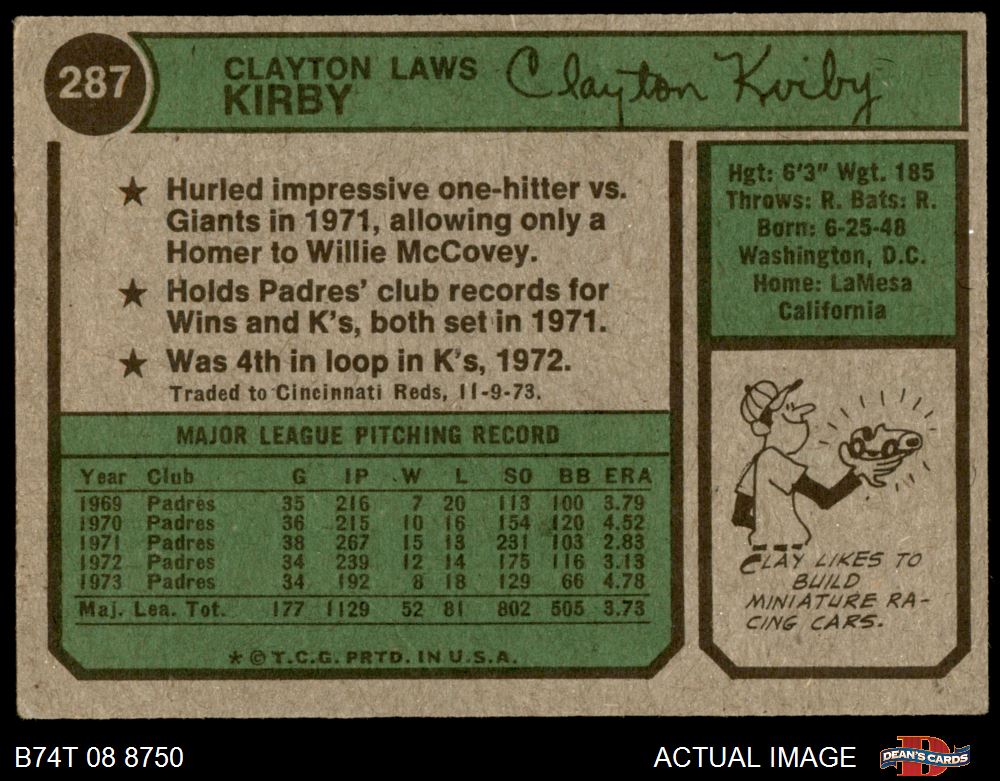 287
CLAYTON LAWS
KIRBY
Clayton Kirby
★ Hurled impressive one-hitter vs.
Giants in 1971, allowing only a
Homer to Willie McCovey.
★ Holds Padres' club records for
Wins and K's, both set in 1971.
★ Was 4th in loop in K's, 1972.
Traded to Cincinnati Reds, 11-9-73.
Hgt: 6'3" Wgt. 185
Throws: R. Bats: R.
Born: 6-25-48
Washington, D.C.
Home: LaMesa
California
MAJOR LEAGUE PITCHING RECORD
Year Club G IP W L SO BB ERA
1969 Padres 35 216 7 20 113 100 3.79
1970 Padres 36 215 10 16 154 120 4.52
1971 Padres 38 267 15 13 231 103 2.83
1972 Padres 34 239 12 14 175 116 3.13
1973 Padres 34 192 8 18 129 66 4.78
Maj. Lea. Tot. 177 1129 52 81 802 505 3.73
* © T.C.G. PRTD. IN U.S.A.
CLAY LIKES TO
BUILD
MINIATURE RA-
CING CARS.
B74T 08 8750
ACTUAL IMAGE
DEAN'S CARDS